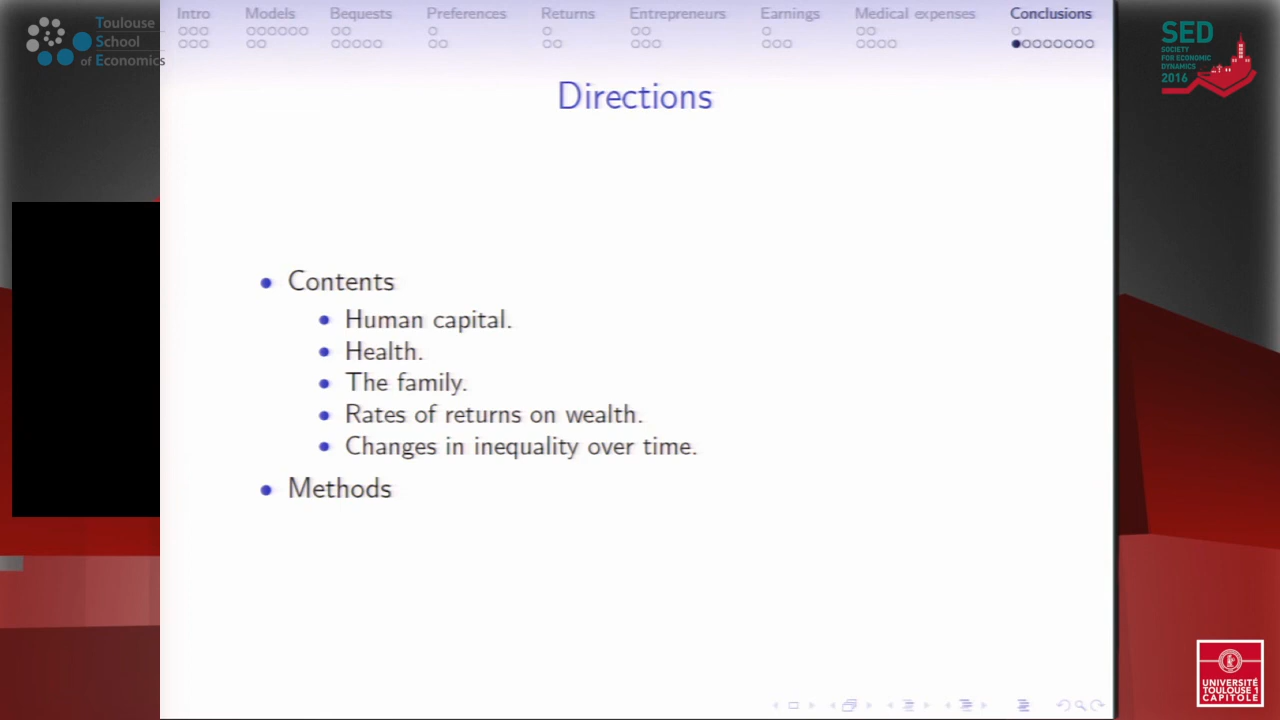 Toulouse
School
of Economics
Intro Models Bequests Preferences Returns Entrepreneurs Earnings Medical expenses Conclusions
SED
SOCIETY
FOR ECONOMIC
DYNAMICS
2016
Directions
Contents
Human capital.
Health.
The family.
Rates of returns on wealth.
Changes in inequality over time.
Methods
UNIVERSITÉ
TOULOUSE 1
CAPITOLE